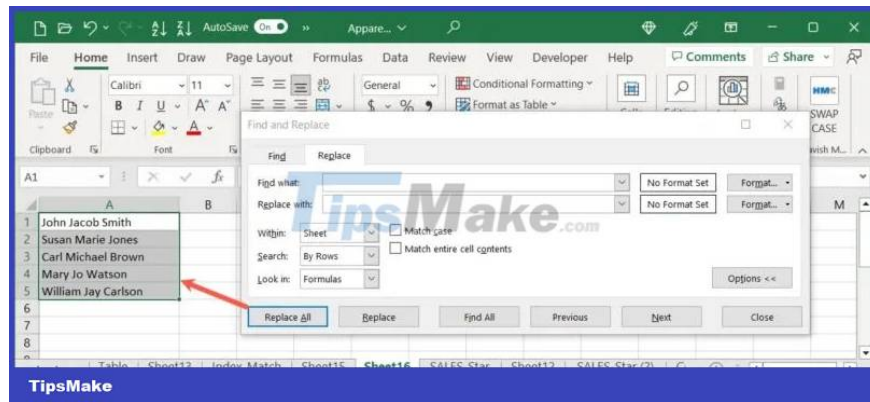 AutoSave On Appare...
File Home Insert Draw Page Layout Formulas Data Review View Developer Help Comments Share
Calibri 11 General Conditional Formatting
Paste B I U A A $ % Format as Table SWAP CASE
Clipboard Font
Find and Replace
Find Replace
A1 fx
Find what: No Format Set Format...
Replace with: No Format Set Format...
TipsMake.com
Within: Sheet Match case
Match entire cell contents
Search: By Rows
Look in: Formulas Options <<
Replace All Replace Find All Previous Next Close
A B M
1 John Jacob Smith
2 Susan Marie Jones
3 Carl Michael Brown
4 Mary Jo Watson
5 William Jay Carlson
6
7
8
Table Sheet13 Index Match Sheet15 Sheet16 SALES Star Sheet12 SALES Star (2)
TipsMake